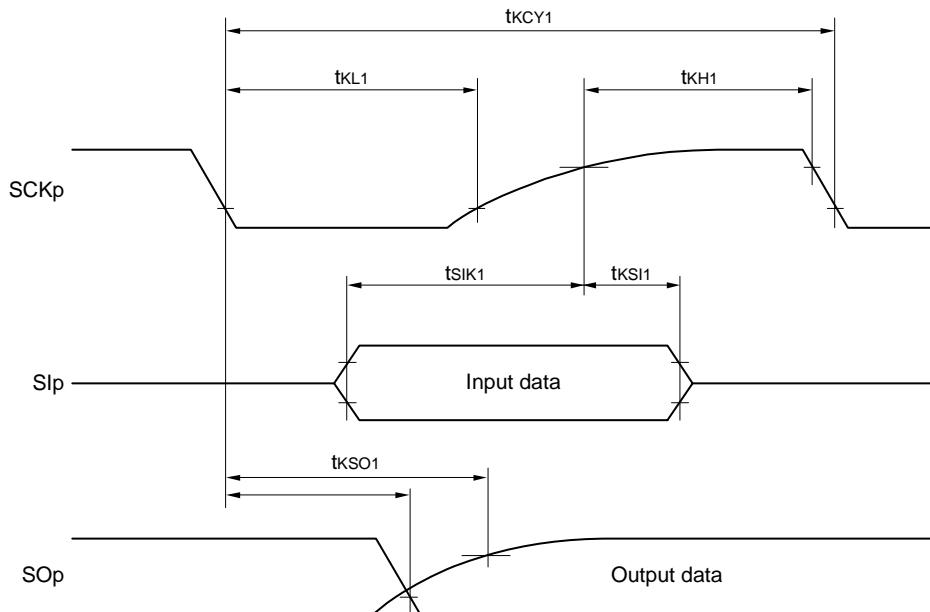 tKCY1
tKL1
tKH1
SCKp
tSIK1
tKSI1
SIp
Input data
tKSO1
SOp
Output data